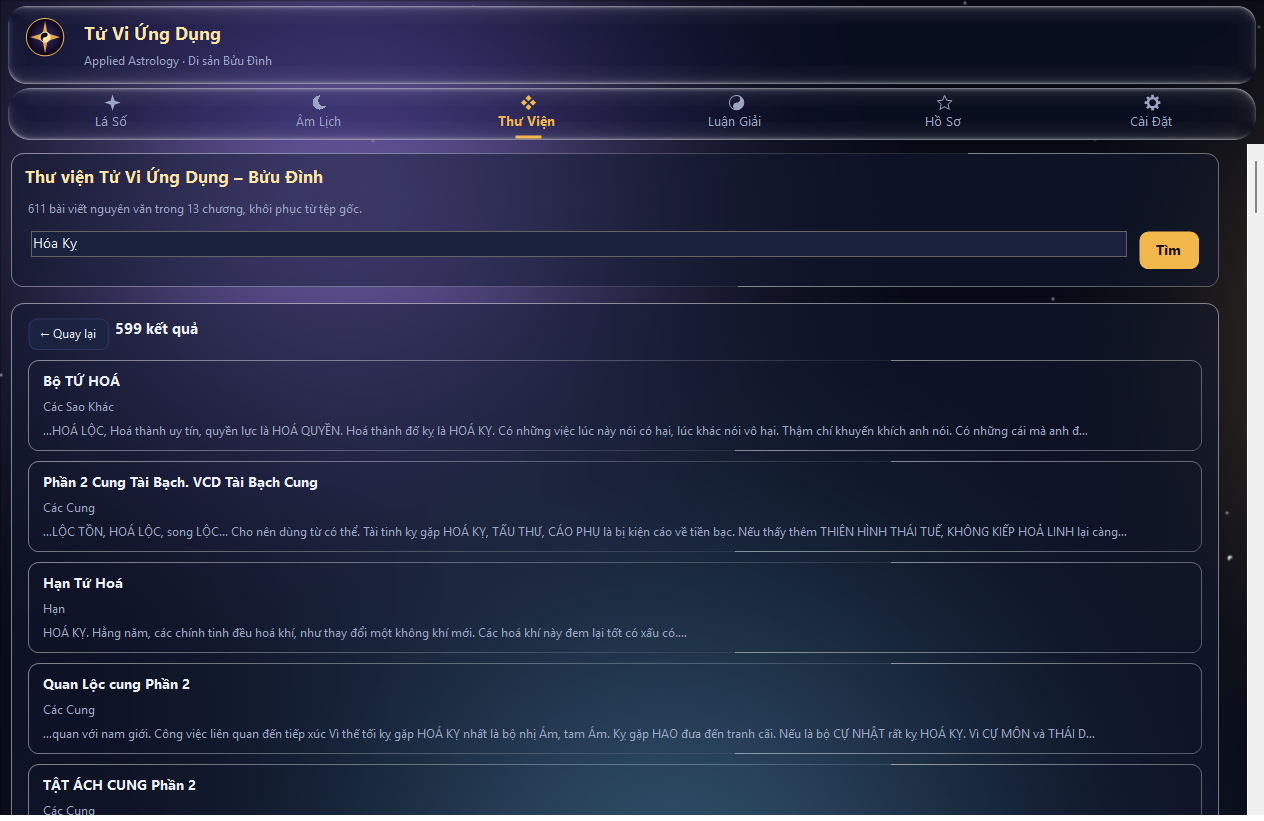 Tử Vi Ứng Dụng
Applied Astrology · Di sản Bửu Đình
Lá Số
Âm Lịch
Thư Viện
Luận Giải
Hồ Sơ
Cài Đặt
Thư viện Tử Vi Ứng Dụng – Bửu Đình
611 bài viết nguyên văn trong 13 chương, khôi phục từ tệp gốc.
Hóa Kỵ
Tìm
← Quay lại
599 kết quả
Bộ TỨ HOÁ
Các Sao Khác
...HOÁ LỘC, Hoá thành uy tín, quyền lực là HOÁ QUYỀN. Hoá thành đố kỵ là HOÁ KỴ. Có những việc lúc này nói có hại, lúc khác nói vô hại. Thậm chí khuyến khích anh nói. Có những cái mà anh đ...
Phần 2 Cung Tài Bạch. VCD Tài Bạch Cung
Các Cung
...LỘC TỒN, HOÁ LỘC, song LỘC... Cho nên dùng từ có thể. Tài tinh kỵ gặp HOÁ KỴ, TẤU THƯ, CÁO PHỤ là bị kiện cáo về tiền bạc. Nếu thấy thêm THIÊN HÌNH THÁI TUẾ, KHÔNG KIẾP HOẢ LINH lại càng...
Hạn Tứ Hoá
Hạn
HOÁ KỴ. Hằng năm, các chính tinh đều hoá khí, như thay đổi một không khí mới. Các hoá khí này đem lại tốt có xấu có....
Quan Lộc cung Phần 2
Các Cung
...quan với nam giới. Công việc liên quan đến tiếp xúc Vì thế tối kỵ gặp HOÁ KỴ nhất là bộ nhị Ám, tam Ám. Kỵ gặp HAO đưa đến tranh cãi. Nếu là bộ CỰ NHẬT rất kỵ HOÁ KỴ. Vì CỰ MÔN và THÁI D...
TẬT ÁCH CUNG Phần 2
Các Cung